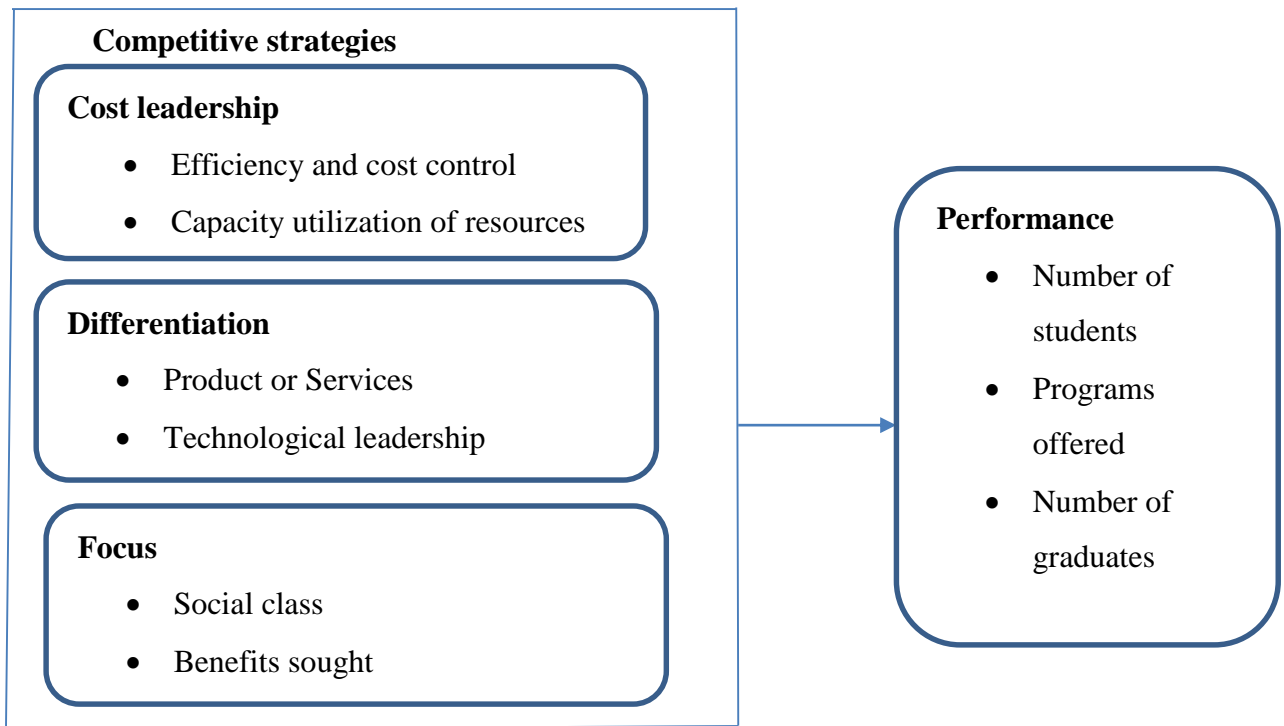 Competitive strategies
Cost leadership
• Efficiency and cost control
• Capacity utilization of resources
Differentiation
• Product or Services
• Technological leadership
Focus
• Social class
• Benefits sought
Performance
• Number of
students
• Programs
offered
• Number of
graduates